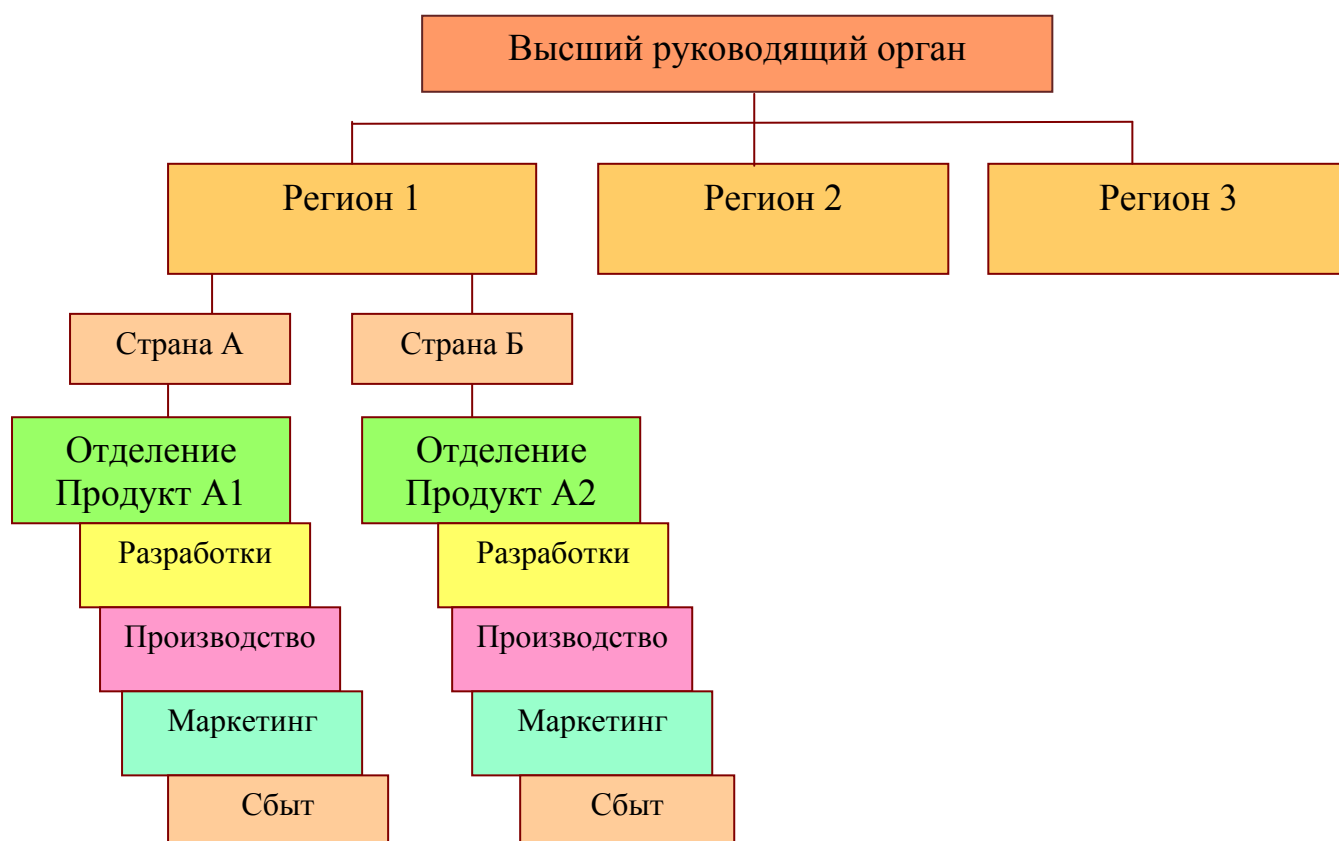 Высший руководящий орган
Регион 1
Регион 2
Регион 3
Страна А
Страна Б
Отделение
Продукт А1
Отделение
Продукт А2
Разработки
Разработки
Производство
Производство
Маркетинг
Маркетинг
Сбыт
Сбыт